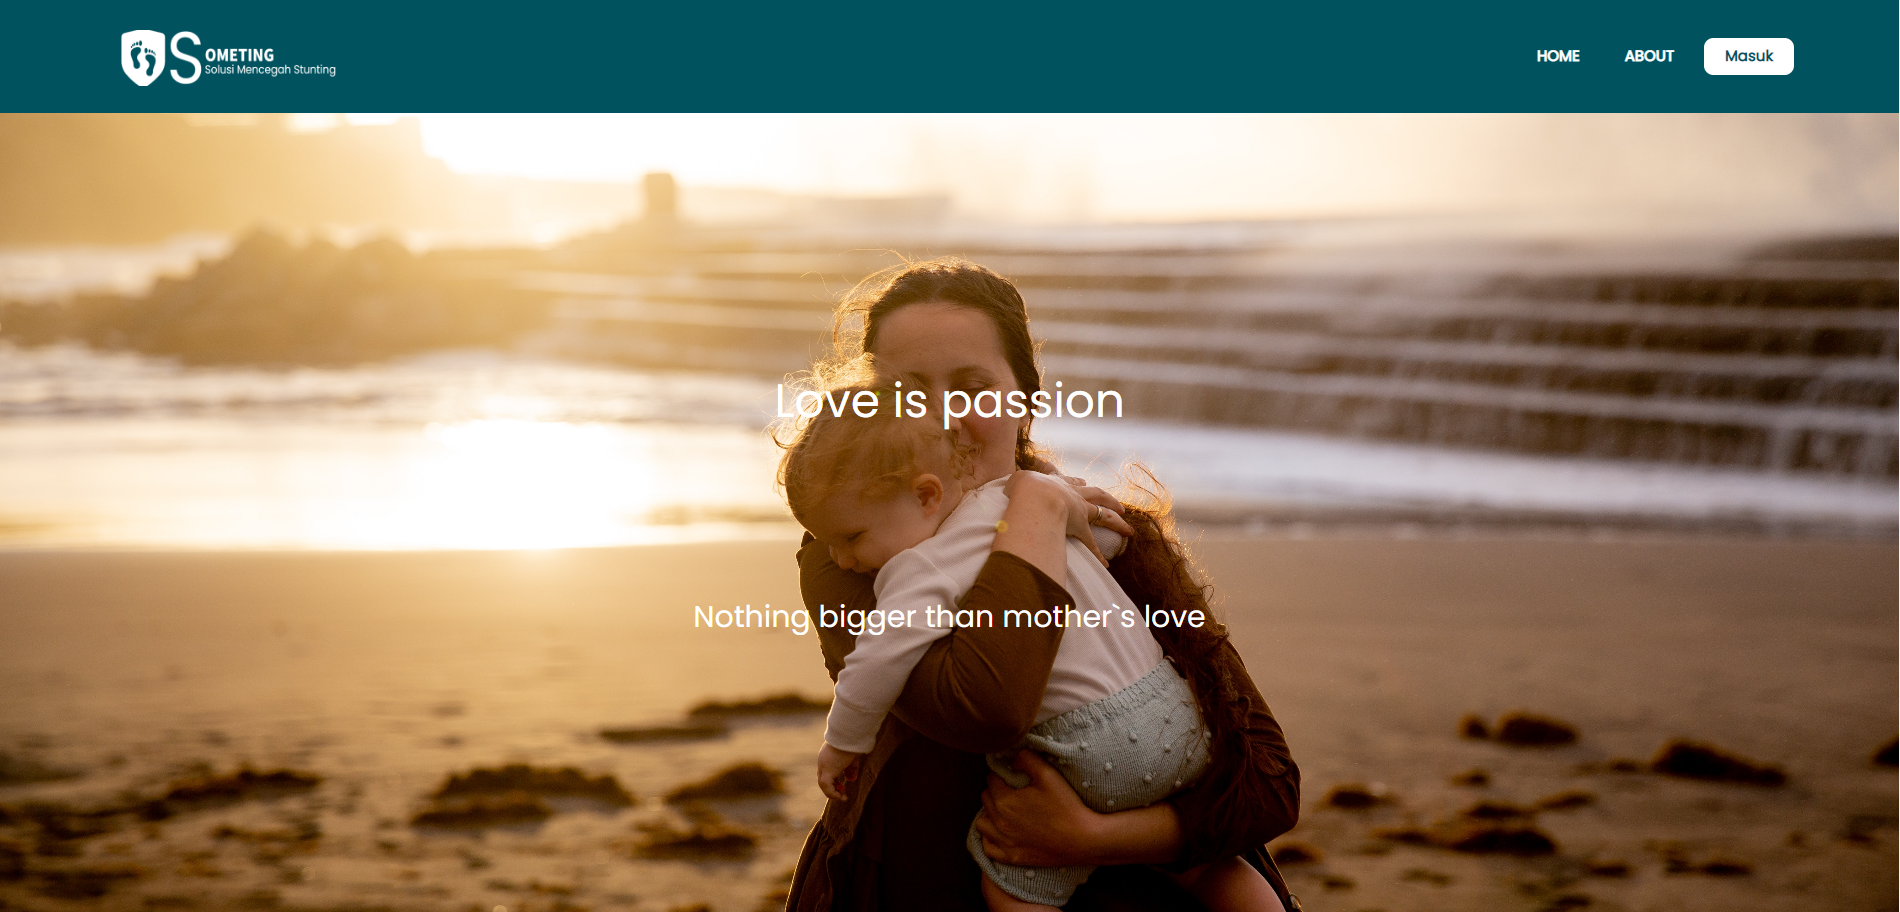 SOMETING
Solusi Mencegah Stunting
HOME
ABOUT
Masuk
Love is passion
Nothing bigger than mother`s love